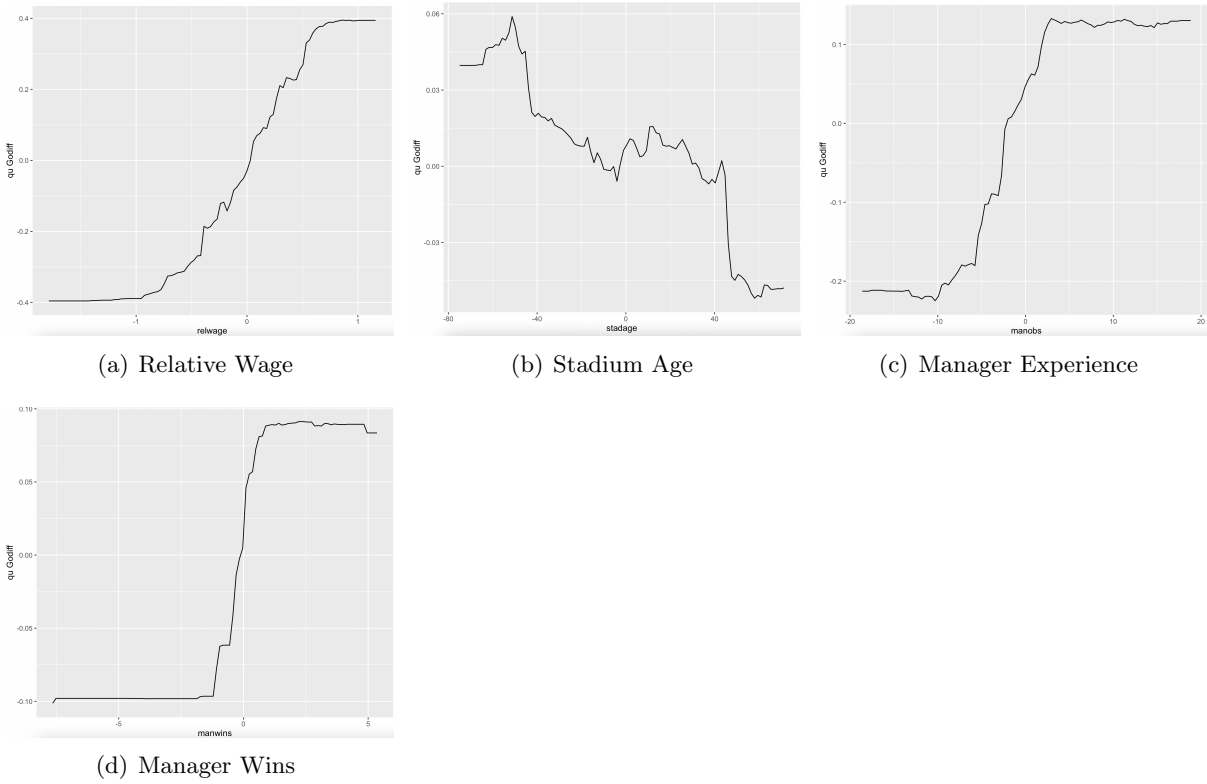 0.4
0.2
0.0
-0.2
-0.4
qu Godiff
-1
0
1
relwage
(a) Relative Wage
0.06
0.03
0.00
-0.03
qu Godiff
-80
-40
0
40
stadage
(b) Stadium Age
0.1
0.0
-0.1
-0.2
qu Godiff
-20
-10
0
10
20
manobs
(c) Manager Experience
0.10
0.05
0.00
-0.05
-0.10
qu Godiff
-5
0
5
manwins
(d) Manager Wins